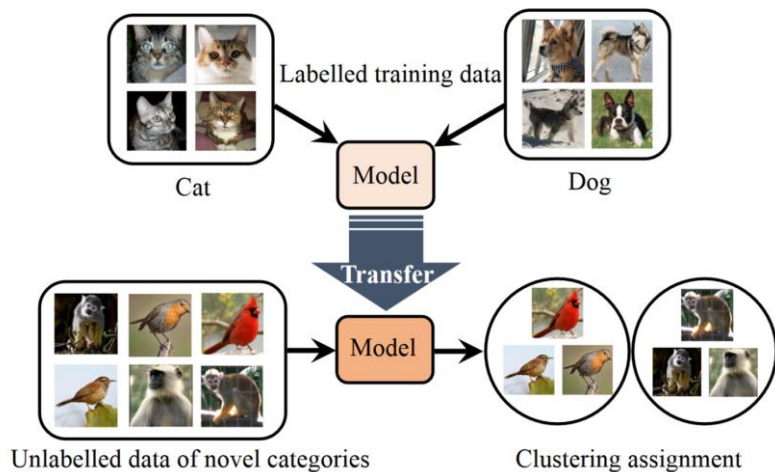 Labelled training data
Cat
Model
Dog
Transfer
Model
Unlabelled data of novel categories
Clustering assignment